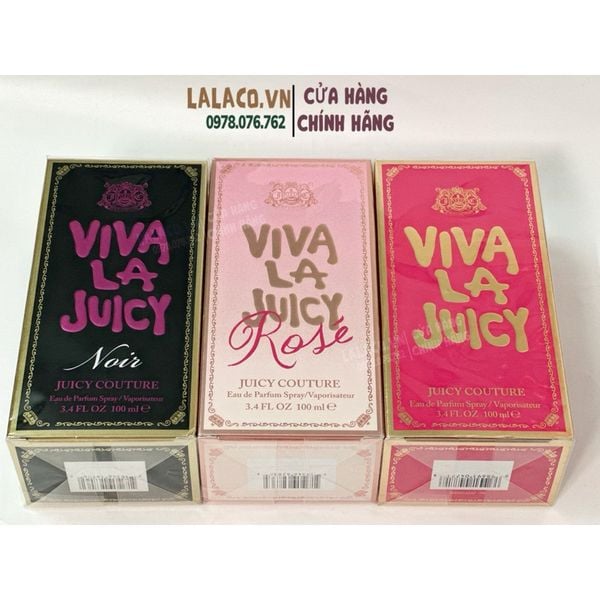 LALACO.VN
0978.076.762
CỬA HÀNG
CHÍNH HÃNG
VIVA
LA
JUICY
Noir
JUICY COUTURE
Eau de Parfum Spray/Vaporisateur
3.4 FL OZ 100 ml ℮
VIVA
LA
JUICY
Rosé
JUICY COUTURE
Eau de Parfum Spray/Vaporisateur
3.4 FL OZ 100 ml ℮
VIVA
LA
JUICY
JUICY COUTURE
Eau de Parfum Spray/Vaporisateur
3.4 FL OZ 100 ml ℮